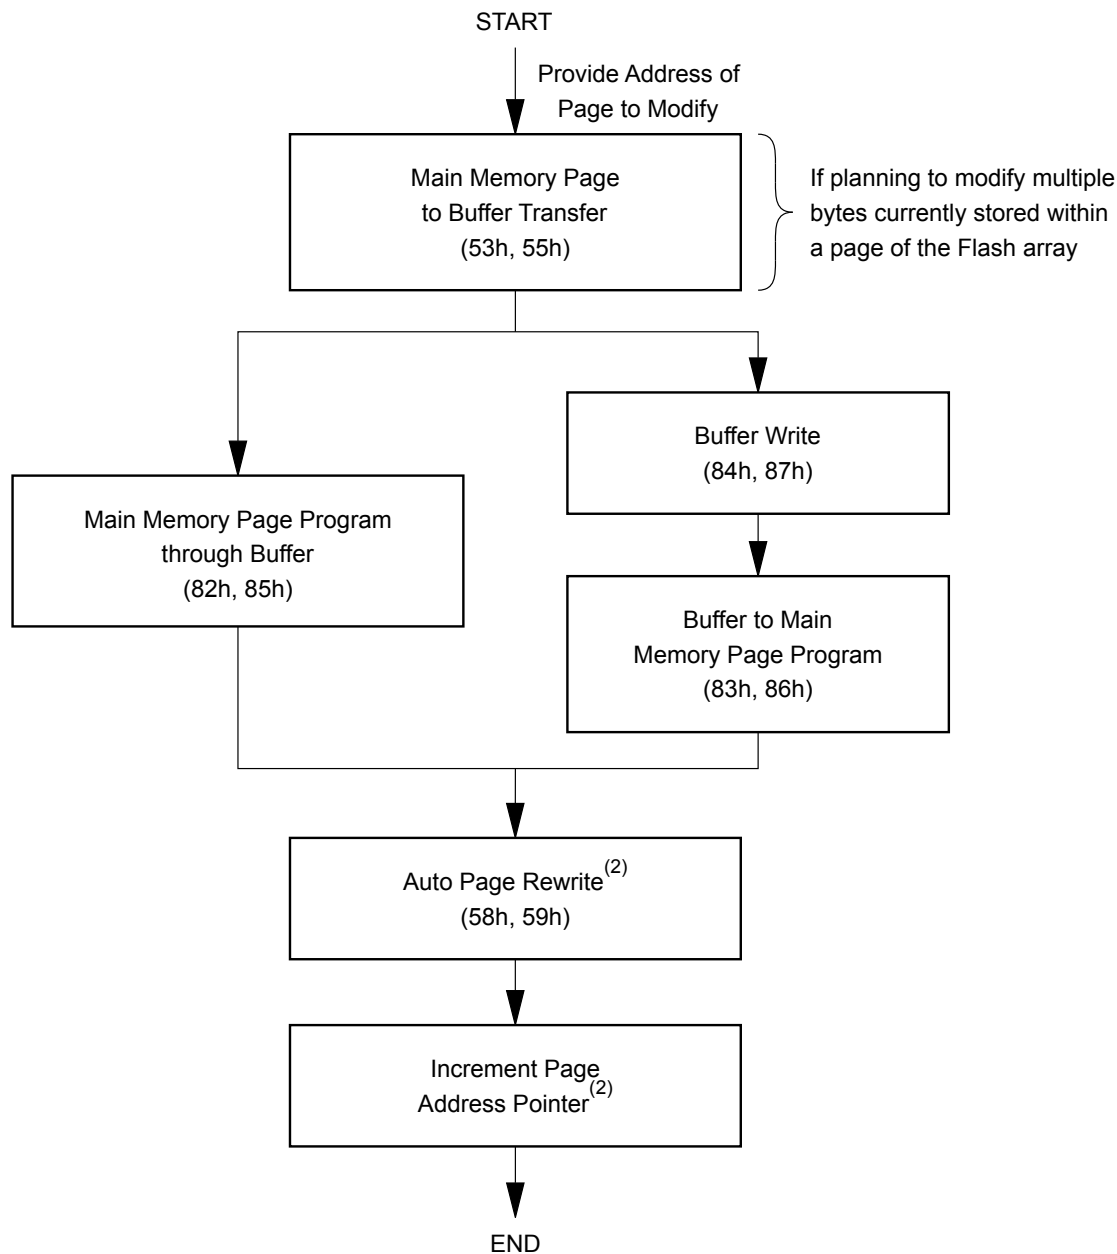 START
Provide Address of
Page to Modify
Main Memory Page
to Buffer Transfer
(53h, 55h)
If planning to modify multiple
bytes currently stored within
a page of the Flash array
Buffer Write
(84h, 87h)
Main Memory Page Program
through Buffer
(82h, 85h)
Buffer to Main
Memory Page Program
(83h, 86h)
Auto Page Rewrite(2)
(58h, 59h)
Increment Page
Address Pointer(2)
END